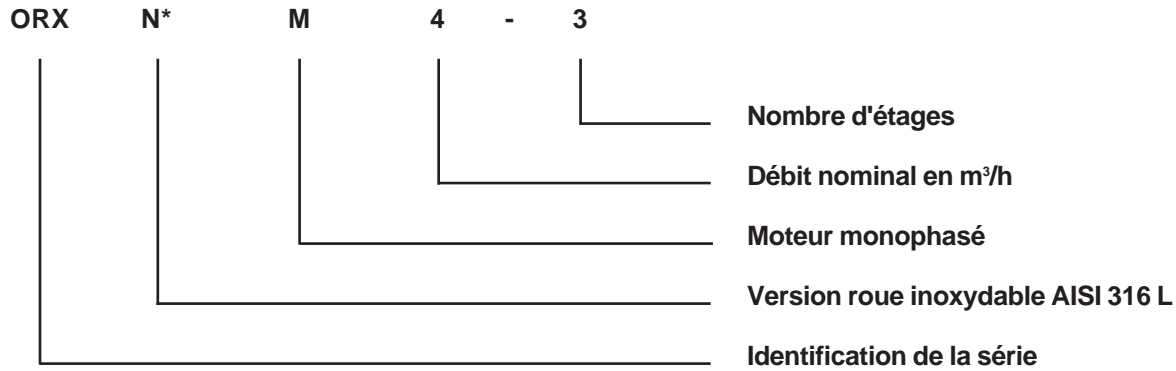 ORX N* M 4 - 3
Nombre d'étages
Débit nominal en m³/h
Moteur monophasé
Version roue inoxydable AISI 316 L
Identification de la série